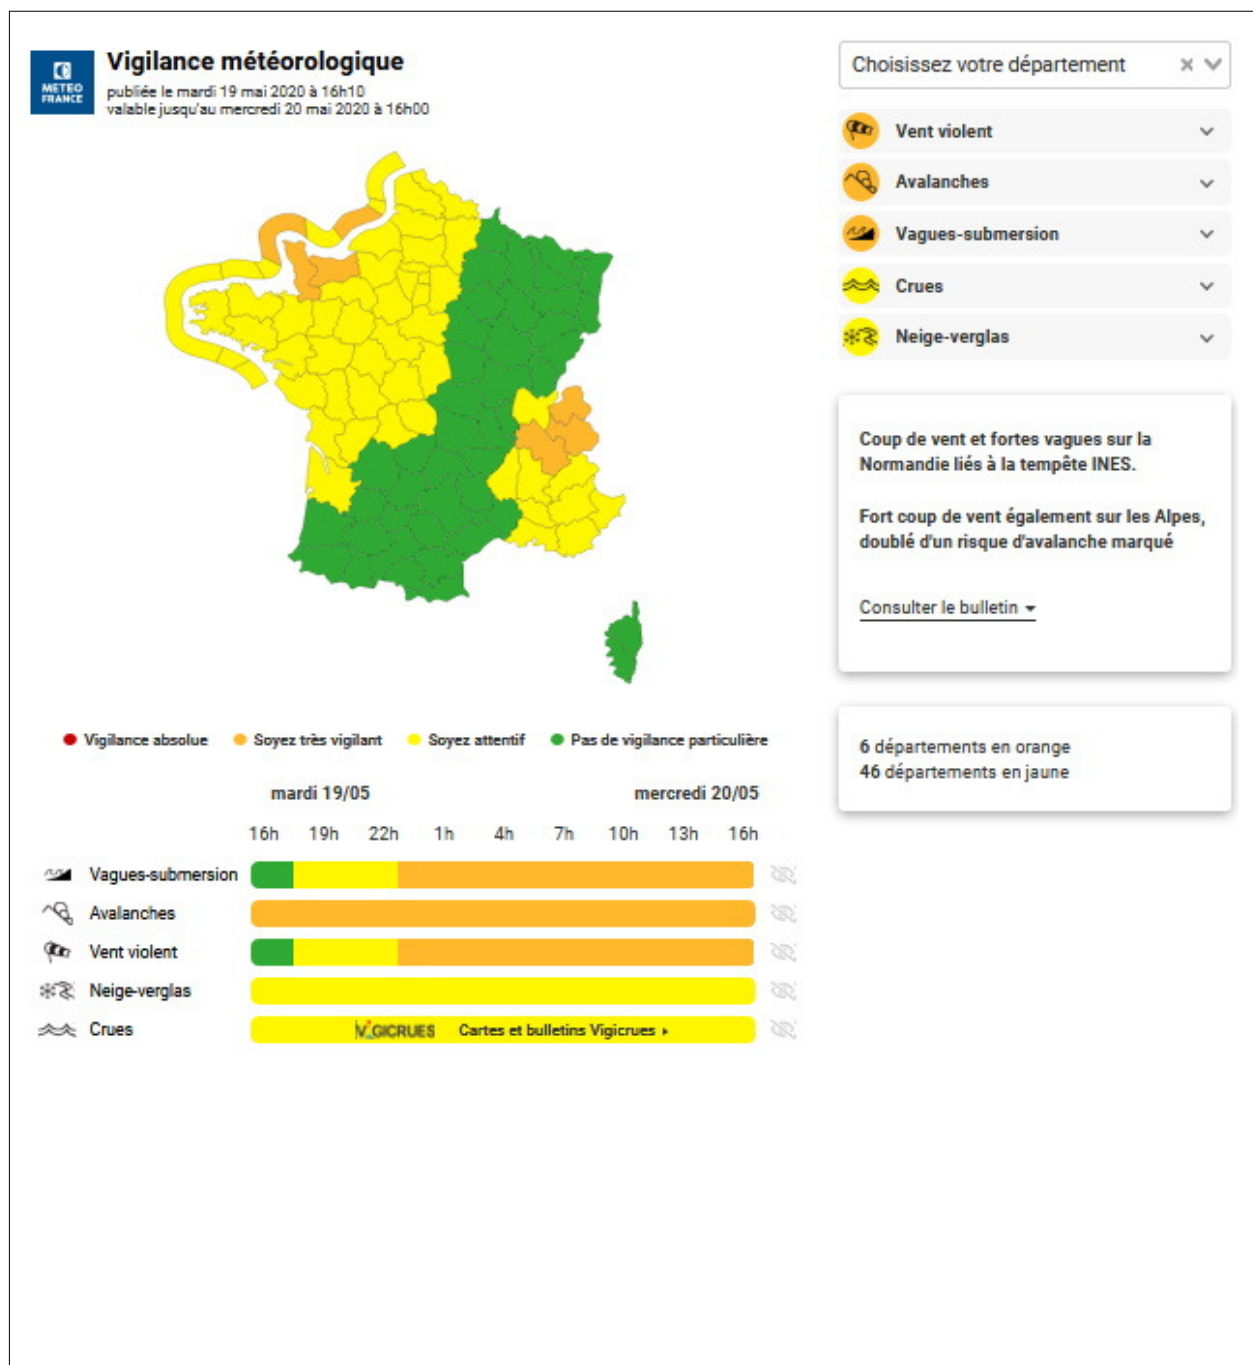 METEO
FRANCE
Vigilance météorologique
publiée le mardi 19 mai 2020 à 16h10
valable jusqu'au mercredi 20 mai 2020 à 16h00
Choisissez votre département
Vent violent
Avalanches
Vagues-submersion
Crues
Neige-verglas
Coup de vent et fortes vagues sur la
Normandie liés à la tempête INES.
Fort coup de vent également sur les Alpes,
doublé d'un risque d'avalanche marqué
Consulter le bulletin
Vigilance absolue Soyez très vigilant Soyez attentif Pas de vigilance particulière
6 départements en orange
46 départements en jaune
mardi 19/05 mercredi 20/05
16h 19h 22h 1h 4h 7h 10h 13h 16h
Vagues-submersion
Avalanches
Vent violent
Neige-verglas
Crues VIGICRUES Cartes et bulletins Vigicrues